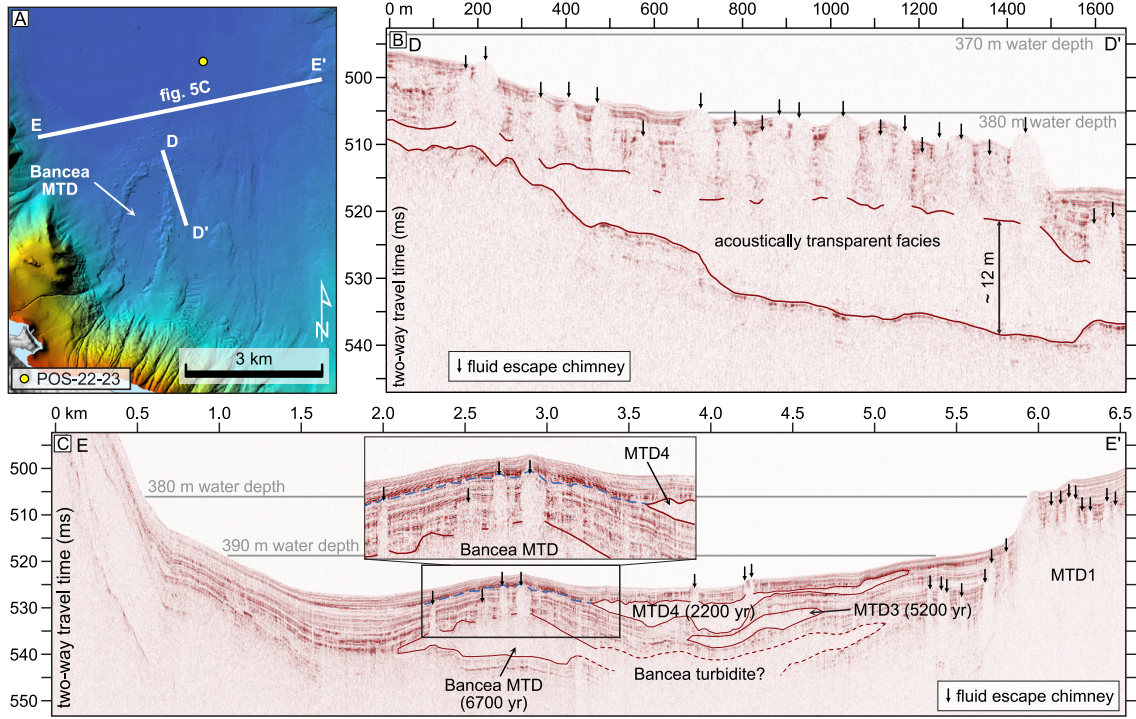 A
E'
fig. 5C
E
D
Bancea
MTD
D'
N
3 km
POS-22-23
0 m 200 400 600 800 1000 1200 1400 1600
B D
D'
370 m water depth
380 m water depth
500
510
520
530
540
two-way travel time (ms)
acoustically transparent facies
~ 12 m
fluid escape chimney
0 km 0.5 1.0 1.5 2.0 2.5 3.0 3.5 4.0 4.5 5.0 5.5 6.0 6.5
C E
E'
MTD4
Bancea MTD
380 m water depth
390 m water depth
500
510
520
530
540
550
two-way travel time (ms)
MTD1
MTD4 (2200 yr)
MTD3 (5200 yr)
Bancea turbidite?
Bancea MTD
(6700 yr)
fluid escape chimney